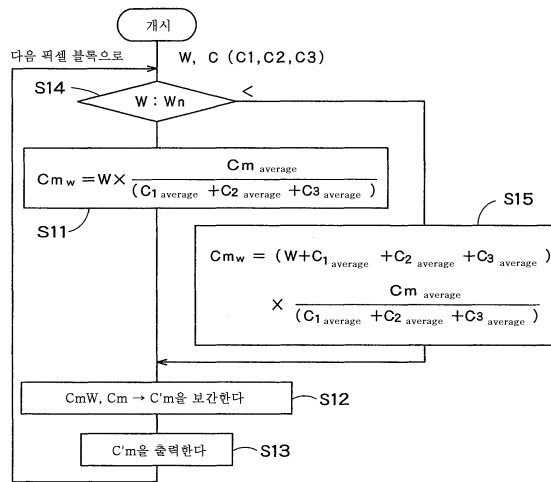 개시
다음 픽셀 블록으로
W, C (C1,C2,C3)
S14
W : Wn
<
Cmw = W × Cm average / (C1 average + C2 average + C3 average)
S11
S15
Cmw = (W+C1 average + C2 average + C3 average)
× Cm average / (C1 average + C2 average + C3 average)
CmW, Cm → C'm을 보간한다
S12
C'm을 출력한다
S13